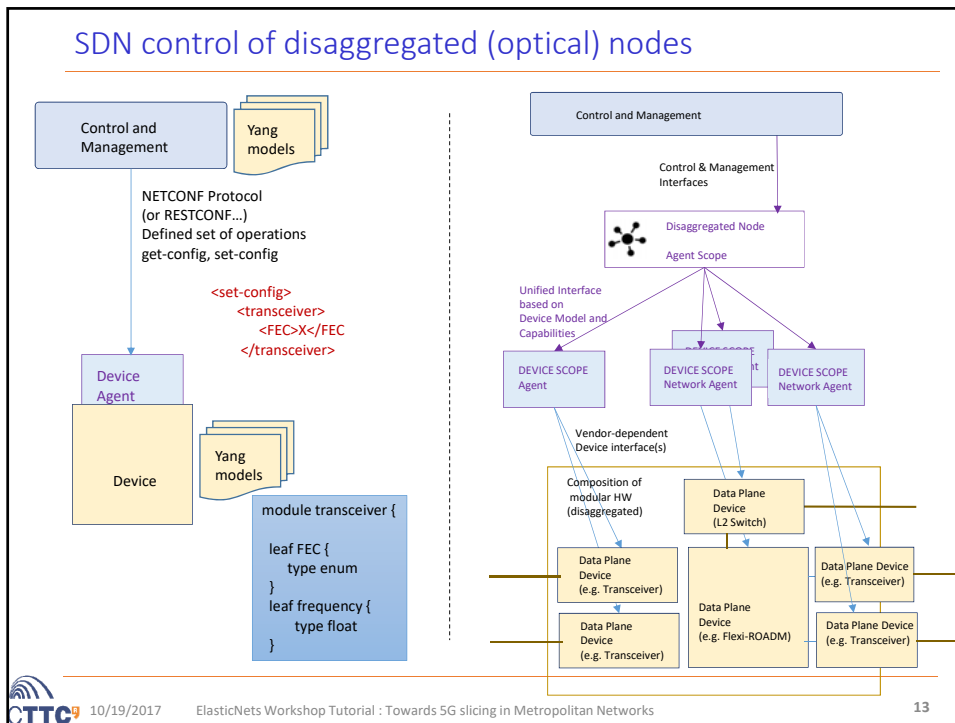 SDN control of disaggregated (optical) nodes
Control and
Management
Yang
models
NETCONF Protocol
(or RESTCONF…)
Defined set of operations
get-config, set-config
<set-config>
<transceiver>
<FEC>X</FEC
</transceiver>
Device
Agent
Device
Yang
models
module transceiver {
leaf FEC {
type enum
}
leaf frequency {
type float
}
Control and Management
Control & Management
Interfaces
Disaggregated Node
Agent Scope
Unified Interface
based on
Device Model and
Capabilities
DEVICE SCOPE
Agent
DEVICE SCOPE
Network Agent
DEVICE SCOPE
Network Agent
Vendor-dependent
Device interface(s)
Composition of
modular HW
(disaggregated)
Data Plane
Device
(L2 Switch)
Data Plane
Device
(e.g. Transceiver)
Data Plane
Device
(e.g. Transceiver)
Data Plane
Device
(e.g. Flexi-ROADM)
Data Plane Device
(e.g. Transceiver)
Data Plane Device
(e.g. Transceiver)
CTTC
10/19/2017
ElasticNets Workshop Tutorial : Towards 5G slicing in Metropolitan Networks
13